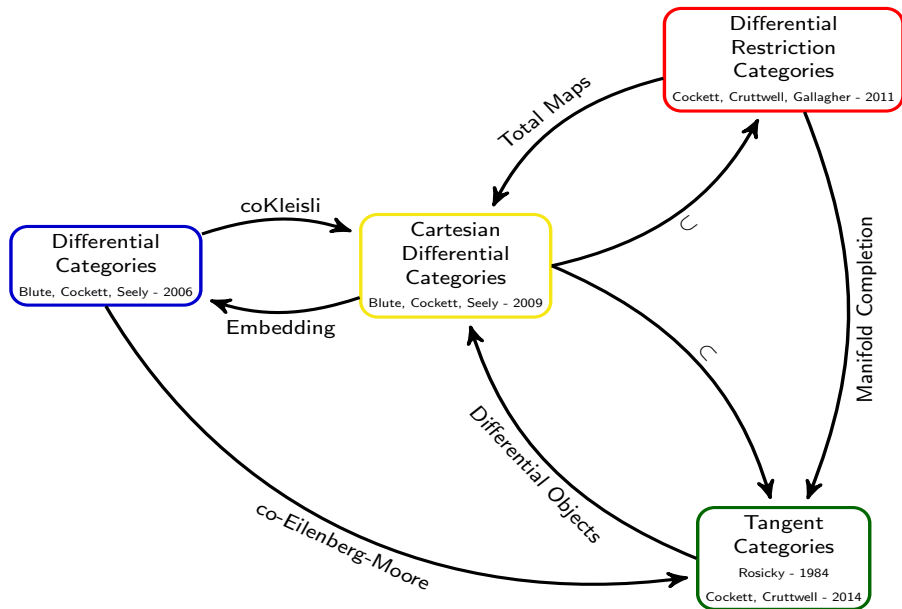 Differential
Restriction
Categories
Cockett, Cruttwell, Gallagher - 2011
Total Maps
coKleisli
⊂
Differential
Categories
Blute, Cockett, Seely - 2006
Cartesian
Differential
Categories
Blute, Cockett, Seely - 2009
Embedding
⊂
Manifold Completion
Differential Objects
co-Eilenberg-Moore
Tangent
Categories
Rosicky - 1984
Cockett, Cruttwell - 2014